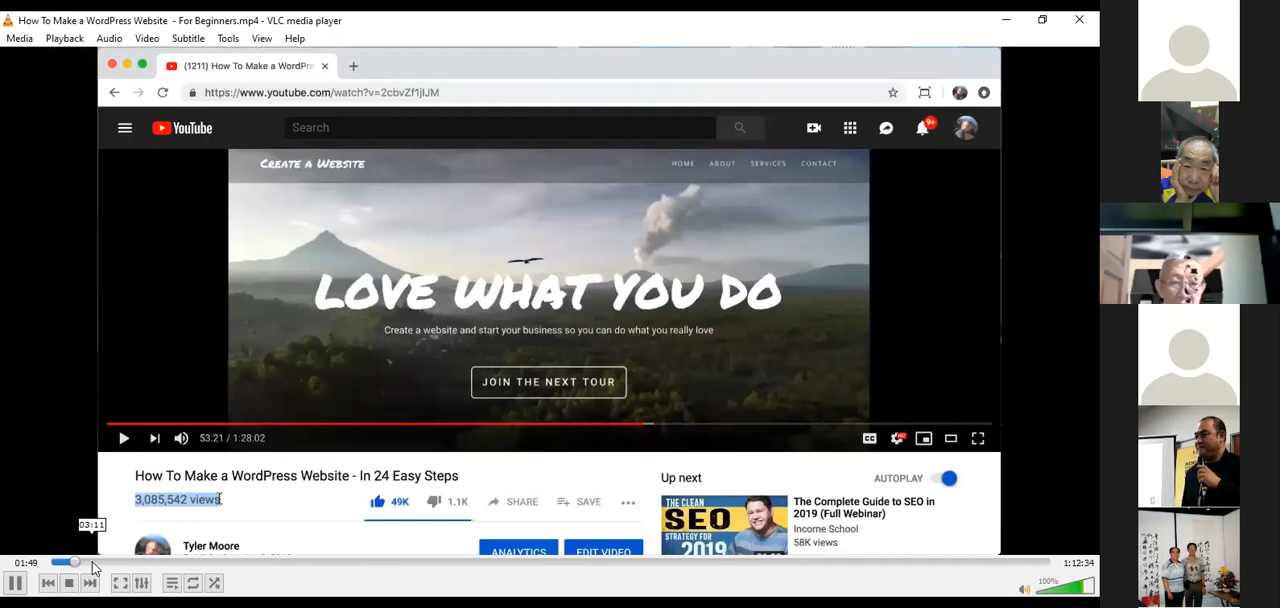 How To Make a WordPress Website - For Beginners.mp4 - VLC media player
Media Playback Audio Video Subtitle Tools View Help
(1211) How To Make a WordPre
https://www.youtube.com/watch?v=2cbvZf1jIJM
YouTube
Search
9+
CREATE A WEBSITE
HOME ABOUT SERVICES CONTACT
LOVE WHAT YOU DO
Create a website and start your business so you can do what you really love
JOIN THE NEXT TOUR
53:21 / 1:28:02
CC
HD
How To Make a WordPress Website - In 24 Easy Steps
3,085,542 views
49K 1.1K SHARE SAVE
Up next
AUTOPLAY
THE CLEAN
SEO
STRATEGY FOR
2019
The Complete Guide to SEO in
2019 (Full Webinar)
Income School
58K views
Tyler Moore
ANALYTICS
EDIT VIDEO
03:11
01:49
1:12:34
100%